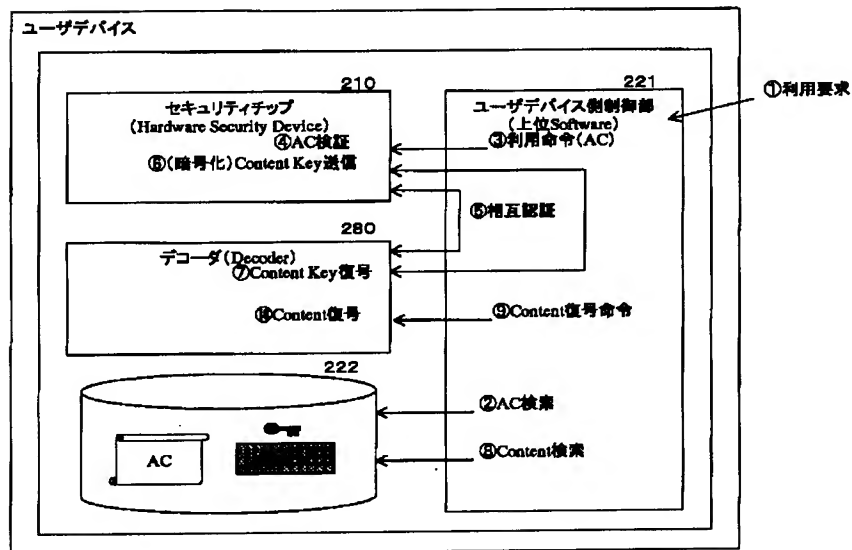 ユーザデバイス
210
セキュリティチップ
(Hardware Security Device)
④AC検証
⑥(暗号化)Content Key送信
221
ユーザデバイス側制御部
(上位Software)
③利用命令(AC)
①利用要求
⑤相互認証
280
デコーダ(Decoder)
⑦Content Key復号
⑩Content復号
⑨Content復号命令
222
②AC検索
⑧Content検索
AC